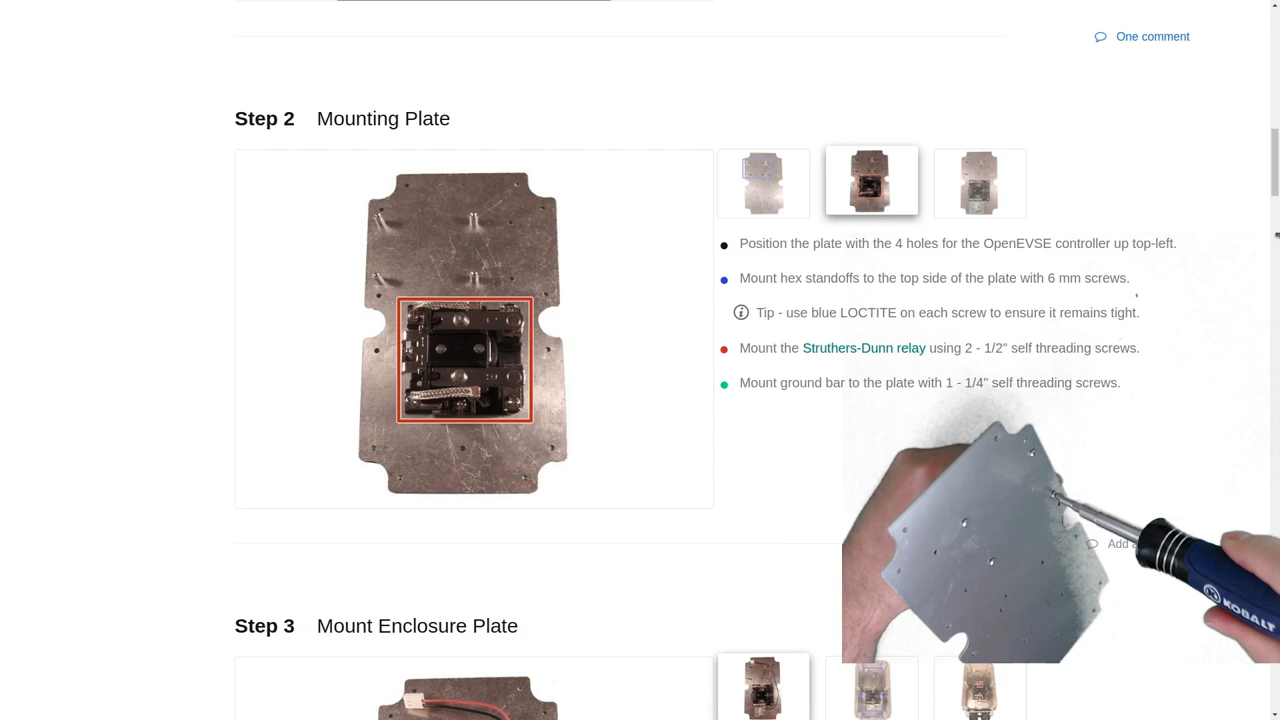 One comment
Step 2 Mounting Plate
Position the plate with the 4 holes for the OpenEVSE controller up top-left.
Mount hex standoffs to the top side of the plate with 6 mm screws.
Tip - use blue LOCTITE on each screw to ensure it remains tight.
Mount the Struthers-Dunn relay using 2 - 1/2" self threading screws.
Mount ground bar to the plate with 1 - 1/4" self threading screws.
Add
KOBALT
Step 3 Mount Enclosure Plate